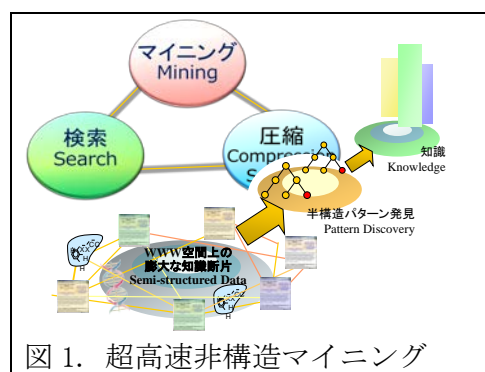 マイニング
Mining
検索
Search
圧縮
Compression
S
知識
Knowledge
半構造パターン発見
Pattern Discovery
WWW空間上の
膨大な知識断片
Semi-structured Data
H
H
図 1. 超高速非構造マイニング